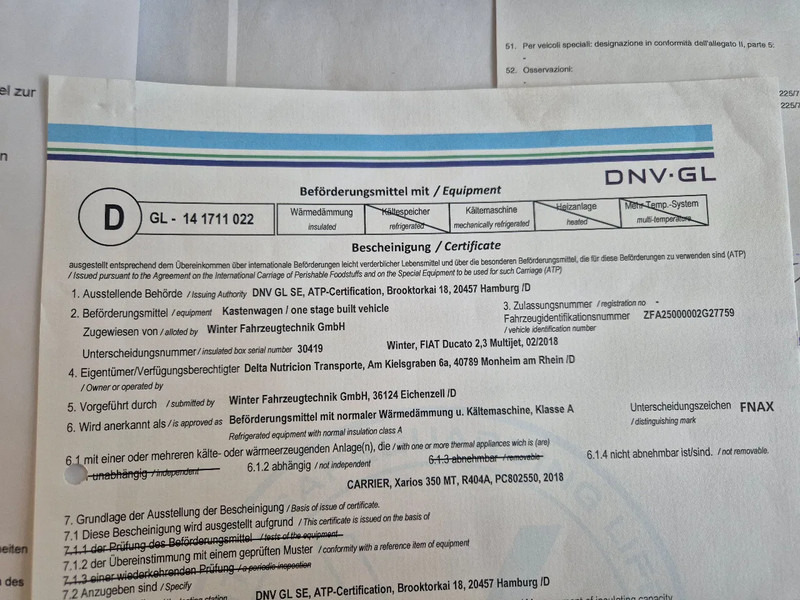 51. Per veicoli speciali: designazione in conformità dell'allegato II, parte 5:
-
52. Osservazioni:
-
el zur
225/7
225/7
n
DNV·GL
Beförderungsmittel mit / Equipment
D
GL - 14 1711 022
Wärmedämmung
insulated
Kältespeicher
refrigerated
Kältemaschine
mechanically refrigerated
Heizanlage
heated
Mehr-Temp.-System
multi-temperature
Bescheinigung / Certificate
ausgestellt entsprechend dem Übereinkommen über internationale Beförderungen leicht verderblicher Lebensmittel und über die besonderen Beförderungsmittel, die für diese Beförderungen zu verwenden sind (ATP)
/ Issued pursuant to the Agreement on the International Carriage of Perishable Foodstuffs and on the Special Equipment to be used for such Carriage (ATP)
1. Ausstellende Behörde / Issuing Authority DNV GL SE, ATP-Certification, Brooktorkai 18, 20457 Hamburg /D
2. Beförderungsmittel / equipment Kastenwagen / one stage built vehicle
3. Zulassungsnummer / registration no -
Zugewiesen von / alloted by Winter Fahrzeugtechnik GmbH
Fahrzeugidentifikationsnummer ZFA25000002G27759
/ vehicle identification number
Unterscheidungsnummer / insulated box serial number 30419
Winter, FIAT Ducato 2,3 Multijet, 02/2018
4. Eigentümer/Verfügungsberechtigter Delta Nutricion Transporte, Am Kielsgraben 6a, 40789 Monheim am Rhein /D
/ Owner or operated by
5. Vorgeführt durch / submitted by Winter Fahrzeugtechnik GmbH, 36124 Eichenzell /D
6. Wird anerkannt als / is approved as Beförderungsmittel mit normaler Wärmedämmung u. Kältemaschine, Klasse A
Refrigerated equipment with normal insulation class A
Unterscheidungszeichen FNAX
/ distinguishing mark
6.1 mit einer oder mehreren kälte- oder wärmeerzeugenden Anlage(n), die / with one or more thermal appliances wich is (are)
unabhängig / independent
6.1.2 abhängig / not independent
6.1.3 abnehmbar / removable
6.1.4 nicht abnehmbar ist/sind. / not removable.
CARRIER, Xarios 350 MT, R404A, PC802550, 2018
7. Grundlage der Ausstellung der Bescheinigung / Basis of issue of certificate.
7.1 Diese Bescheinigung wird ausgestellt aufgrund / This certificate is issued on the basis of
7.1.1 der Prüfung des Beförderungsmittel / tests of the equipment
7.1.2 der Übereinstimmung mit einem geprüften Muster / conformity with a reference item of equipment
7.1.3 einer wiederkehrenden Prüfung / a periodic inspection
7.2 Anzugeben sind / Specify
DNV GL SE, ATP-Certification, Brooktorkai 18, 20457 Hamburg /D
eiten
des